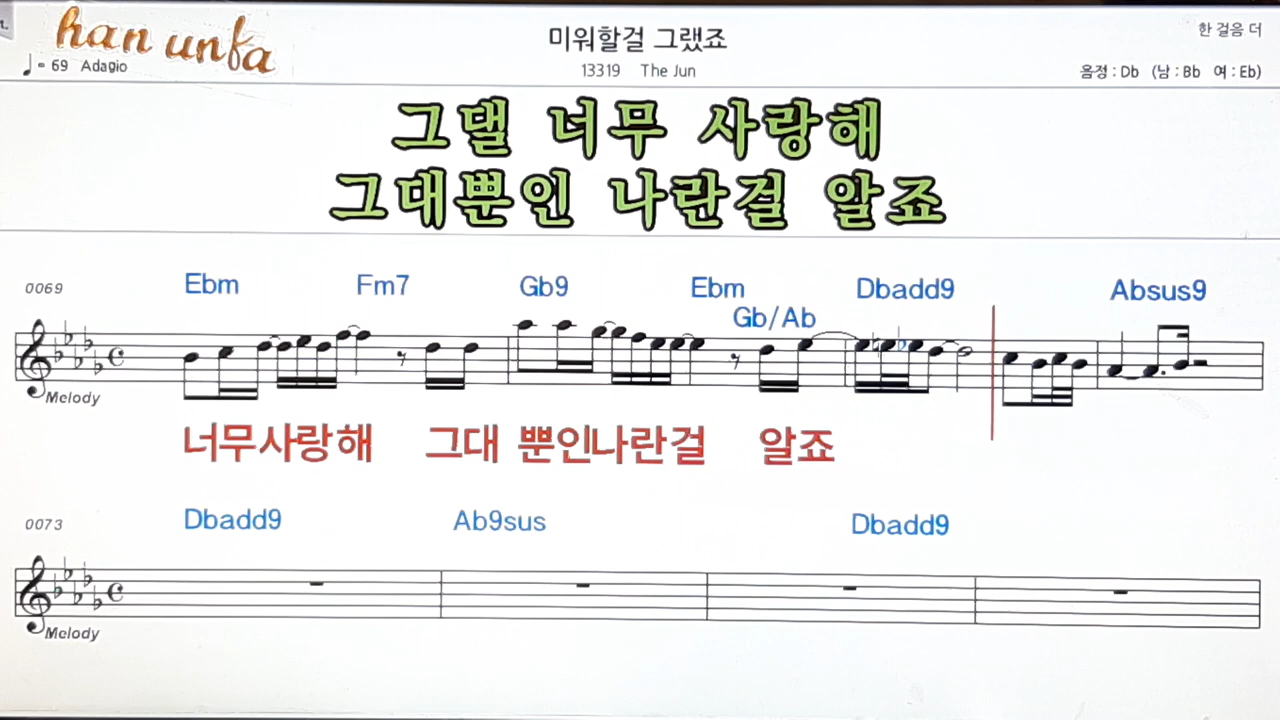 han unfa
♩= 69 Adagio
미워할걸 그랬죠
13319 The Jun
한 걸음 더
음정 : Db (남 : Bb 여 : Eb)
그댈 너무 사랑해
그대뿐인 나란걸 알죠
0069 Ebm Fm7 Gb9 Ebm Gb/Ab Dbadd9 Absus9
Melody
너무사랑해 그대 뿐인나란걸 알죠
0073 Dbadd9 Ab9sus Dbadd9
Melody